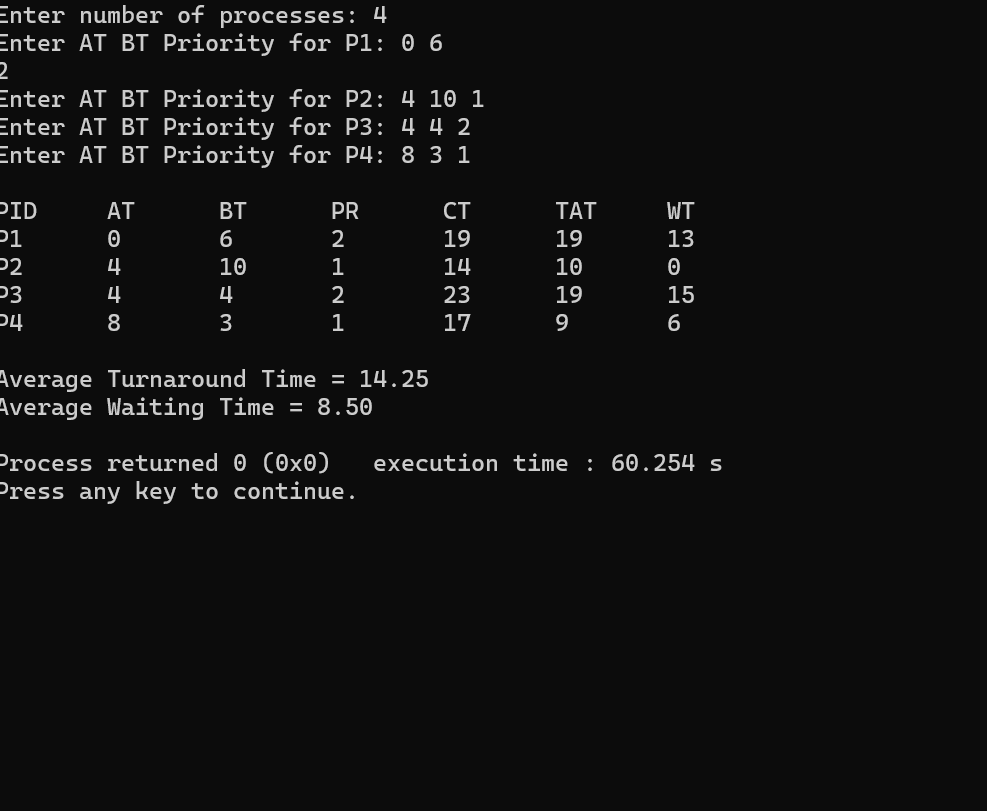 Enter number of processes: 4
Enter AT BT Priority for P1: 0 6
2
Enter AT BT Priority for P2: 4 10 1
Enter AT BT Priority for P3: 4 4 2
Enter AT BT Priority for P4: 8 3 1
PID AT BT PR CT TAT WT
P1 0 6 2 19 19 13
P2 4 10 1 14 10 0
P3 4 4 2 23 19 15
P4 8 3 1 17 9 6
Average Turnaround Time = 14.25
Average Waiting Time = 8.50
Process returned 0 (0x0)   execution time : 60.254 s
Press any key to continue.